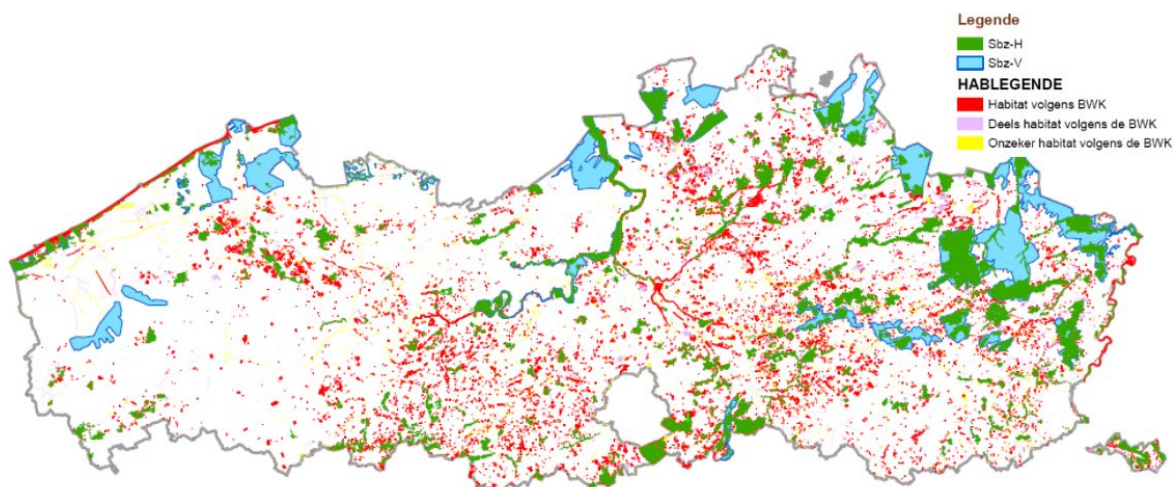 Legende
Sbz-H
Sbz-V
HABLEGENDE
Habitat volgens BWK
Deels habitat volgens de BWK
Onzeker habitat volgens de BWK